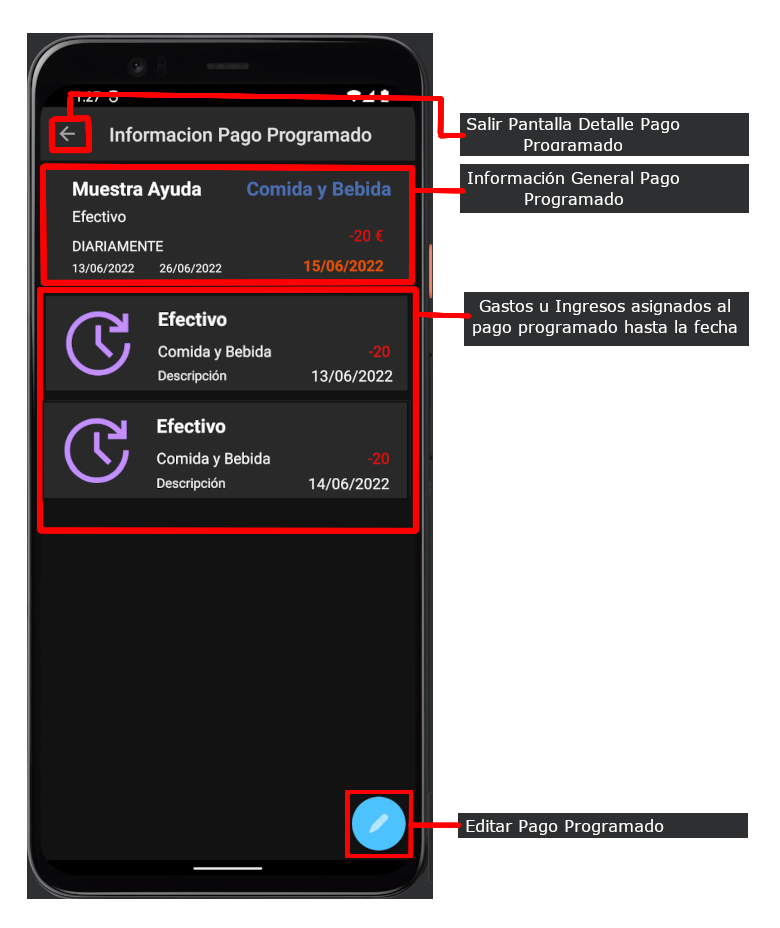 1:27
Informacion Pago Programado
Salir Pantalla Detalle Pago
Programado
Muestra Ayuda Comida y Bebida
Efectivo
-20 €
DIARIAMENTE
13/06/2022 26/06/2022 15/06/2022
Información General Pago
Programado
Efectivo
Comida y Bebida -20
Descripción 13/06/2022
Gastos u Ingresos asignados al
pago programado hasta la fecha
Efectivo
Comida y Bebida -20
Descripción 14/06/2022
Editar Pago Programado